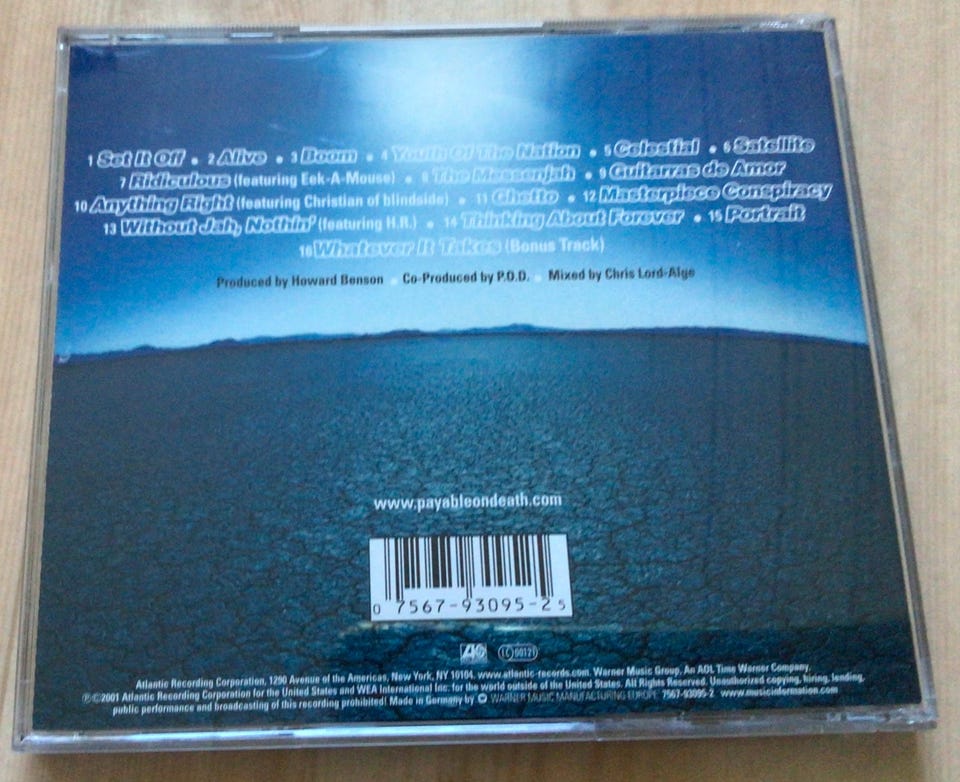 1 Set It Off • 2 Alive • 3 Boom • 4 Youth Of The Nation • 5 Celestial • 6 Satellite
7 Ridiculous (featuring Eek-A-Mouse) • 8 The Messenjah • 9 Guitarras de Amor
10 Anything Right (featuring Christian of blindside) • 11 Ghetto • 12 Masterpiece Conspiracy
13 Without Jah, Nothin' (featuring H.R.) • 14 Thinking About Forever • 15 Portrait
16 Whatever It Takes (Bonus Track)
Produced by Howard Benson • Co-Produced by P.O.D. • Mixed by Chris Lord-Alge
www.payableondeath.com
0 7567-93095-2 5
LC 00121
Atlantic Recording Corporation, 1290 Avenue of the Americas, New York, NY 10104. www.atlantic-records.com. Warner Music Group. An AOL Time Warner Company.
℗©2001 Atlantic Recording Corporation for the United States and WEA International Inc. for the world outside of the United States. All Rights Reserved. Unauthorized copying, hiring, lending,
public performance and broadcasting of this recording prohibited! Made in Germany by WARNER MUSIC MANUFACTURING EUROPE 7567-93095-2 www.musicinformation.com